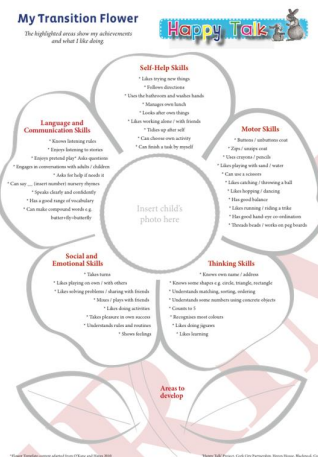 My Transition Flower
The highlighted areas show my achievements
and what I like doing.
Happy Talk
Self-Help Skills
* Likes trying new things
* Follows directions
* Uses the bathroom and washes hands
* Manages own lunch
* Looks after own things
* Likes working alone / with friends
* Tidys up after self
* Can choose own activity
* Can finish a task by myself
Language and
Communication Skills
* Knows listening rules
* Enjoys listening to stories
* Enjoys pretend play* Asks questions
* Engages in conversations with adults / children
* Asks for help if needs it
* Can say __ (insert number) nursery rhymes
* Speaks clearly and confidently
* Has a good range of vocabulary
* Can make compound words e.g.
butter+fly=butterfly
Motor Skills
* Buttons / unbuttons coat
* Zips / unzips coat
* Uses crayons / pencils
* Likes playing with sand / water
* Can use a scissors
* Likes catching / throwing a ball
* Likes hopping / dancing
* Has good balance
* Likes running / riding a trike
* Has good hand-eye co-ordination
* Threads beads / works on peg boards
Insert child's
photo here
Social and
Emotional Skills
* Takes turns
* Likes playing on own / with others
* Likes solving problems / sharing with friends
* Mixes / plays with friends
* Likes doing activities
* Takes pleasure in own success
* Understands rules and routines
* Shows feelings
Thinking Skills
* Knows own name / address
* Knows some shapes e.g. circle, triangle, rectangle
* Understands matching, sorting, ordering
* Understands some numbers using concrete objects
* Counts to 5
* Recognises most colours
* Likes doing jigsaws
* Likes learning
Areas to
develop